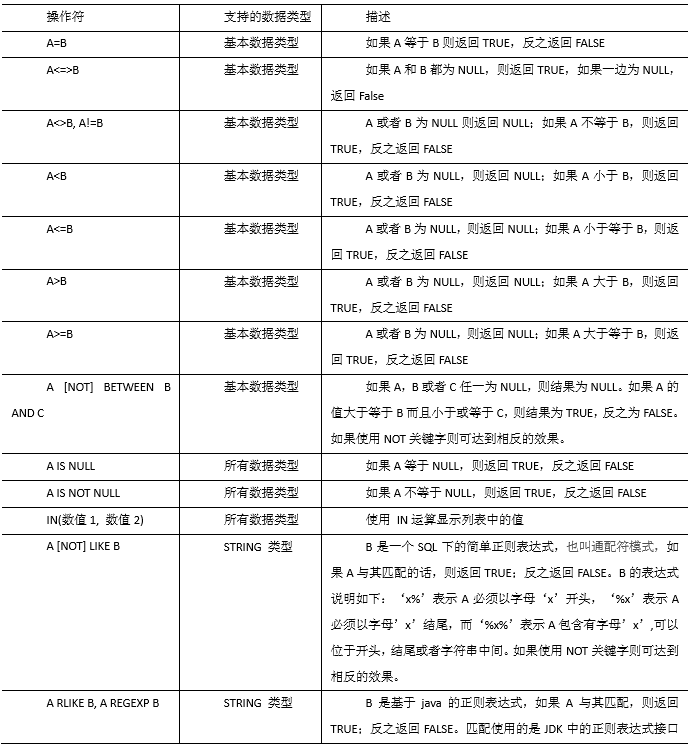 操作符 支持的数据类型 描述
A=B 基本数据类型 如果 A 等于 B 则返回 TRUE，反之返回 FALSE
A<=>B 基本数据类型 如果 A 和 B 都为 NULL，则返回 TRUE，如果一边为 NULL，
返回 False
A<>B, A!=B 基本数据类型 A 或者 B 为 NULL 则返回 NULL；如果 A 不等于 B，则返回
TRUE，反之返回 FALSE
A<B 基本数据类型 A 或者 B 为 NULL，则返回 NULL；如果 A 小于 B，则返回
TRUE，反之返回 FALSE
A<=B 基本数据类型 A 或者 B 为 NULL，则返回 NULL；如果 A 小于等于 B，则返
回 TRUE，反之返回 FALSE
A>B 基本数据类型 A 或者 B 为 NULL，则返回 NULL；如果 A 大于 B，则返回
TRUE，反之返回 FALSE
A>=B 基本数据类型 A 或者 B 为 NULL，则返回 NULL；如果 A 大于等于 B，则返
回 TRUE，反之返回 FALSE
A [NOT] BETWEEN B 基本数据类型 如果 A，B 或者 C 任一为 NULL，则结果为 NULL。如果 A 的
AND C 值大于等于 B 而且小于或等于 C，则结果为 TRUE，反之为 FALSE。
如果使用 NOT 关键字则可达到相反的效果。
A IS NULL 所有数据类型 如果 A 等于 NULL，则返回 TRUE，反之返回 FALSE
A IS NOT NULL 所有数据类型 如果 A 不等于 NULL，则返回 TRUE，反之返回 FALSE
IN(数值 1, 数值 2) 所有数据类型 使用 IN 运算显示列表中的值
A [NOT] LIKE B STRING 类型 B 是一个 SQL 下的简单正则表达式，也叫通配符模式，如
果 A 与其匹配的话，则返回 TRUE；反之返回 FALSE。B 的表达式
说明如下：‘x%’表示 A 必须以字母‘x’开头，‘%x’表示 A
必须以字母’x’结尾，而‘%x%’表示 A 包含有字母’x’,可以
位于开头，结尾或者字符串中间。如果使用 NOT 关键字则可达到
相反的效果。
A RLIKE B, A REGEXP B STRING 类型 B 是基于 java 的正则表达式，如果 A 与其匹配，则返回
TRUE；反之返回 FALSE。匹配使用的是 JDK 中的正则表达式接口